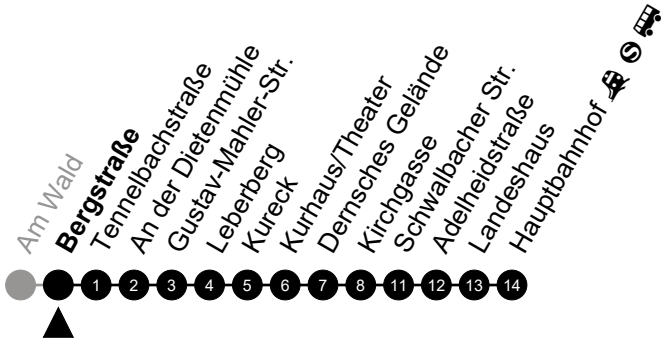 Am Wald
Bergstraße
Tennelbachstraße
An der Dietenmühle
Gustav-Mahler-Str.
Leberberg
Kureck
Kurhaus/Theater
Dernsches Gelände
Kirchgasse
Schwalbacher Str.
Adelheidstraße
Landeshaus
Hauptbahnhof S
1 2 3 4 5 6 7 8 11 12 13 14